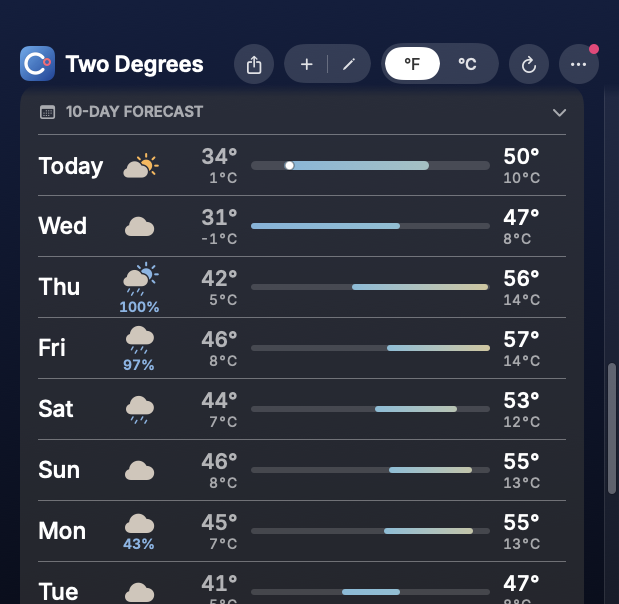 Two Degrees
°F
°C
10-DAY FORECAST
Today 34° 50°
1°C 10°C
Wed 31° 47°
-1°C 8°C
Thu 42° 56°
100% 5°C 14°C
Fri 46° 57°
97% 8°C 14°C
Sat 44° 53°
7°C 12°C
Sun 46° 55°
8°C 13°C
Mon 45° 55°
43% 7°C 13°C
Tue 41° 47°